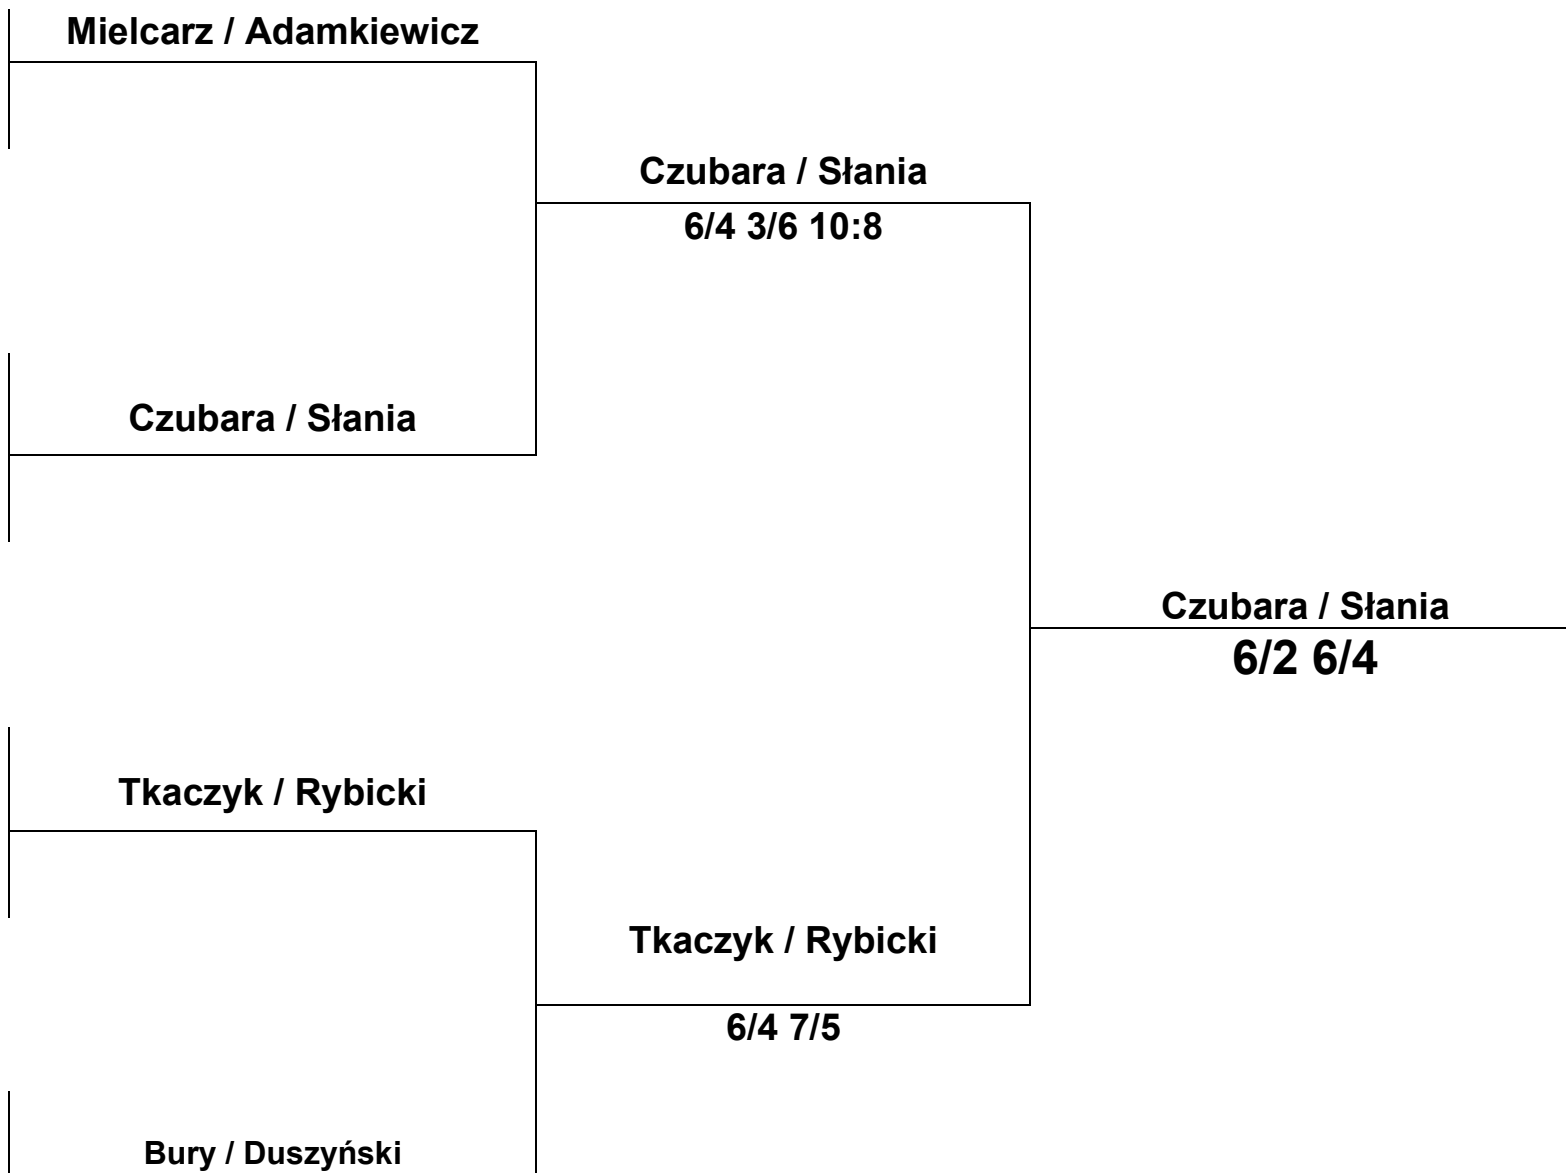 Mielcarz / Adamkiewicz
Czubara / Słania
6/4 3/6 10:8
Czubara / Słania
Czubara / Słania
6/2 6/4
Tkaczyk / Rybicki
Tkaczyk / Rybicki
6/4 7/5
Bury / Duszyński